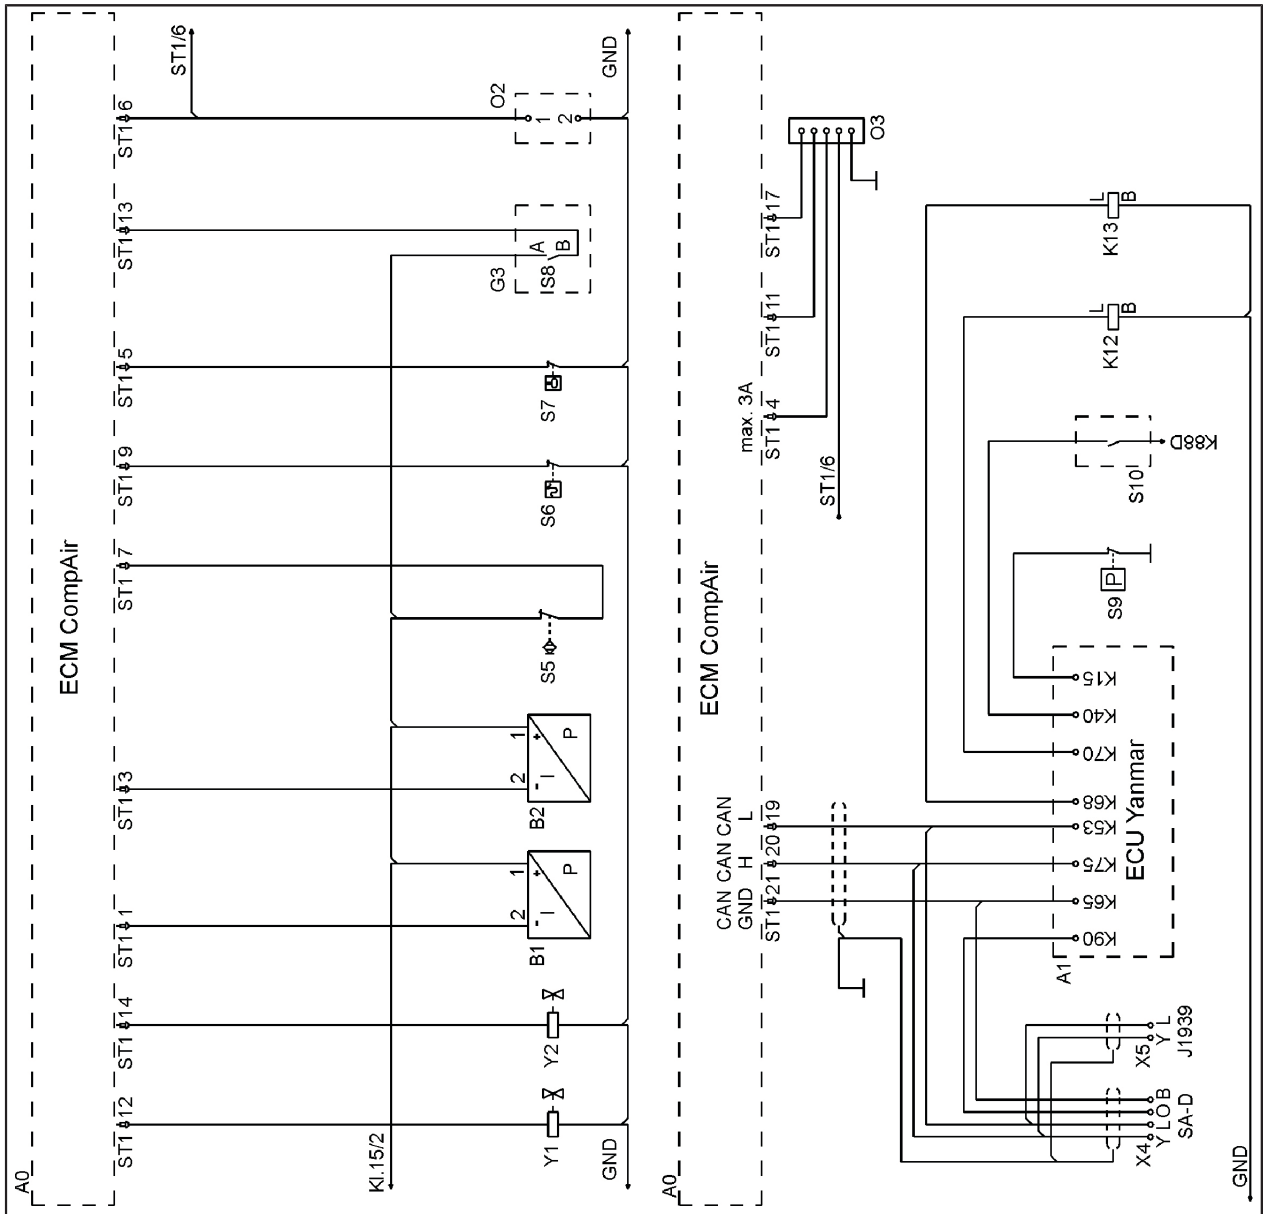 A0
ECM CompAir
ST1 12
ST1 14
ST1 1
ST1 3
ST1 7
ST1 9
ST1 5
ST1 13
ST1 6
ST1/6
Kl.15/2
Y1
Y2
B1
2 1
- +
I P
B2
2 1
- +
I P
S5
S6
S7
G3
S8
A
B
O2
1
2
GND
GND
A0
ECM CompAir
CAN CAN CAN
GND H L
ST1 21 20 19
max. 3A
ST1 4
ST1 11
ST1 17
ST1/6
O3
A1
K90
K65
K75
K53
K68
K70
K40
K15
ECU Yanmar
S9
P
S10
K88D
K12
L
B
K13
L
B
X4
Y L O B
SA-D
X5
Y L
J1939
GND